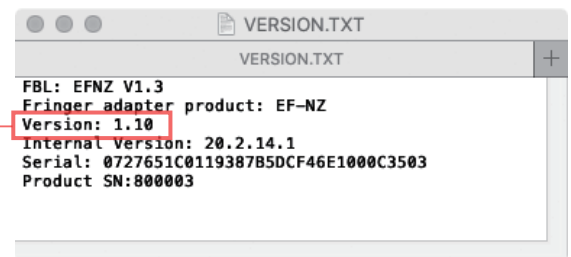 VERSION.TXT
VERSION.TXT
+
FBL: EFNZ V1.3
Fringer adapter product: EF-NZ
Version: 1.10
Internal Version: 20.2.14.1
Serial: 0727651C0119387B5DCF46E1000C3503
Product SN:800003